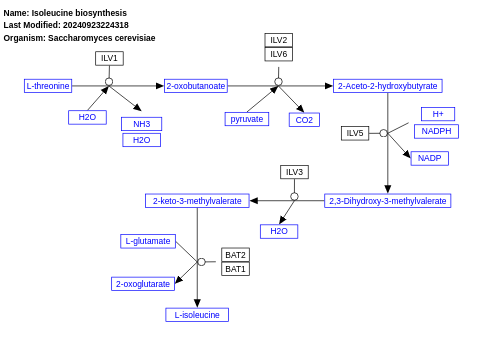 Name: Isoleucine biosynthesis
Last Modified: 20240923224318
Organism: Saccharomyces cerevisiae
ILV2
ILV6
ILV1
L-threonine
2-oxobutanoate
2-Aceto-2-hydroxybutyrate
H2O
NH3
H2O
pyruvate
CO2
H+
NADPH
ILV5
NADP
ILV3
2-keto-3-methylvalerate
2,3-Dihydroxy-3-methylvalerate
H2O
L-glutamate
BAT2
BAT1
2-oxoglutarate
L-isoleucine